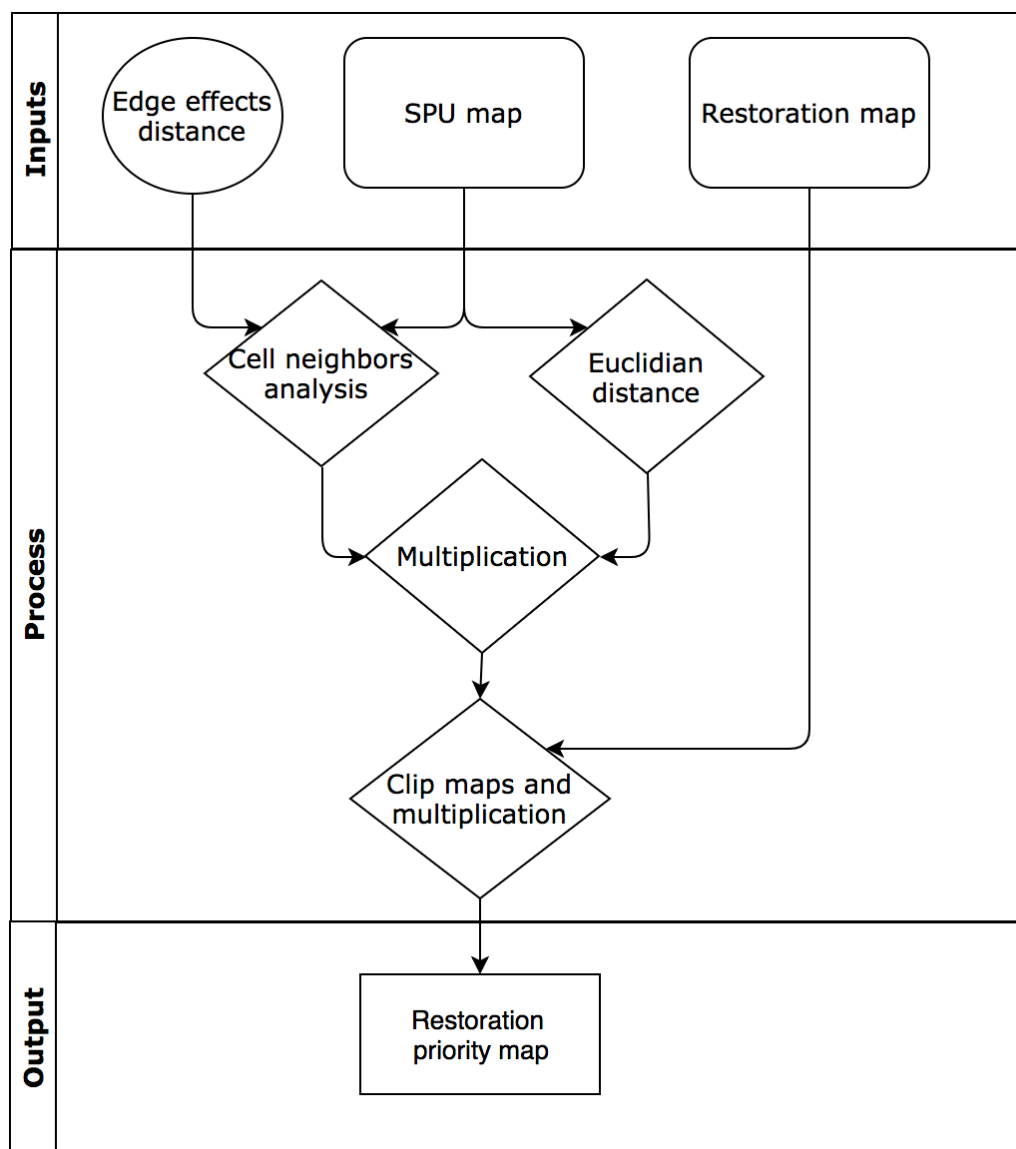 Inputs
Edge effects
distance
SPU map
Restoration map
Process
Cell neighbors
analysis
Euclidian
distance
Multiplication
Clip maps and
multiplication
Output
Restoration
priority map